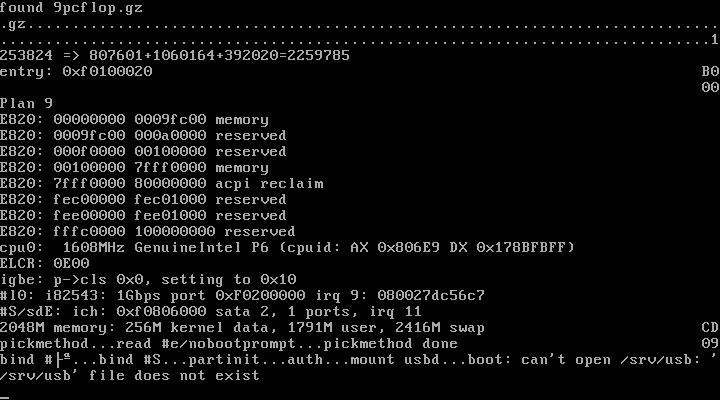 found 9pcflop.gz
.gz.........................................................................................
.........................................................................................1
253824 => 807601+1060164+392020=2259785
entry: 0xf0100020 B0
00
Plan 9
E820: 00000000 0009fc00 memory
E820: 0009fc00 000a0000 reserved
E820: 000f0000 00100000 reserved
E820: 00100000 7fff0000 memory
E820: 7fff0000 80000000 acpi reclaim
E820: fec00000 fec01000 reserved
E820: fee00000 fee01000 reserved
E820: fffc0000 100000000 reserved
cpu0:  1608MHz GenuineIntel P6 (cpuid: AX 0x806E9 DX 0x178BFBFF)
ELCR: 0E00
igbe: p->cls 0x0, setting to 0x10
#l0: i82543: 1Gbps port 0xF0200000 irq 9: 080027dc56c7
#S/sdE: ich: 0xf0806000 sata 2, 1 ports, irq 11
2048M memory: 256M kernel data, 1791M user, 2416M swap CD
pickmethod...read #e/nobootprompt...pickmethod done 09
bind #├ª...bind #S...partinit...auth...mount usbd...boot: can't open /srv/usb: '
/srv/usb' file does not exist
_